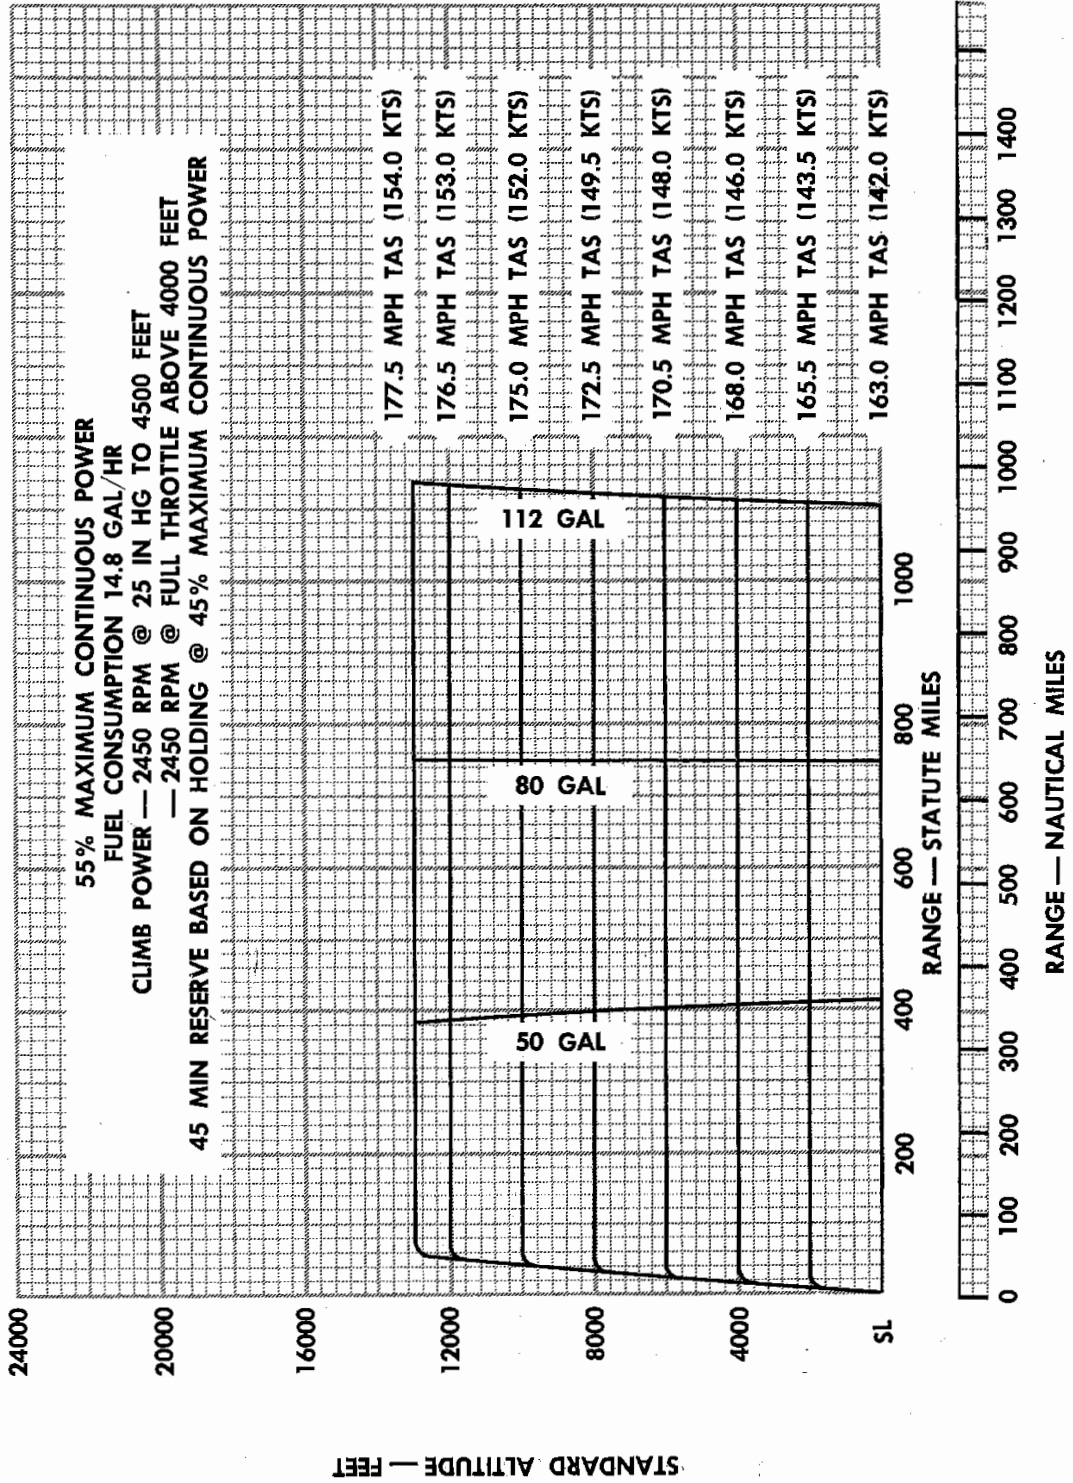 55% MAXIMUM CONTINUOUS POWER
FUEL CONSUMPTION 14.8 GAL/HR
CLIMB POWER — 2450 RPM @ 25 IN HG TO 4500 FEET
— 2450 RPM @ FULL THROTTLE ABOVE 4000 FEET
45 MIN RESERVE BASED ON HOLDING @ 45% MAXIMUM CONTINUOUS POWER
STANDARD ALTITUDE — FEET
24000
20000
16000
12000
8000
4000
SL
177.5 MPH TAS (154.0 KTS)
176.5 MPH TAS (153.0 KTS)
175.0 MPH TAS (152.0 KTS)
172.5 MPH TAS (149.5 KTS)
170.5 MPH TAS (148.0 KTS)
168.0 MPH TAS (146.0 KTS)
165.5 MPH TAS (143.5 KTS)
163.0 MPH TAS (142.0 KTS)
50 GAL
80 GAL
112 GAL
200 400 600 800 1000
RANGE — STATUTE MILES
0 100 200 300 400 500 600 700 800 900 1000 1100 1200 1300 1400
RANGE — NAUTICAL MILES